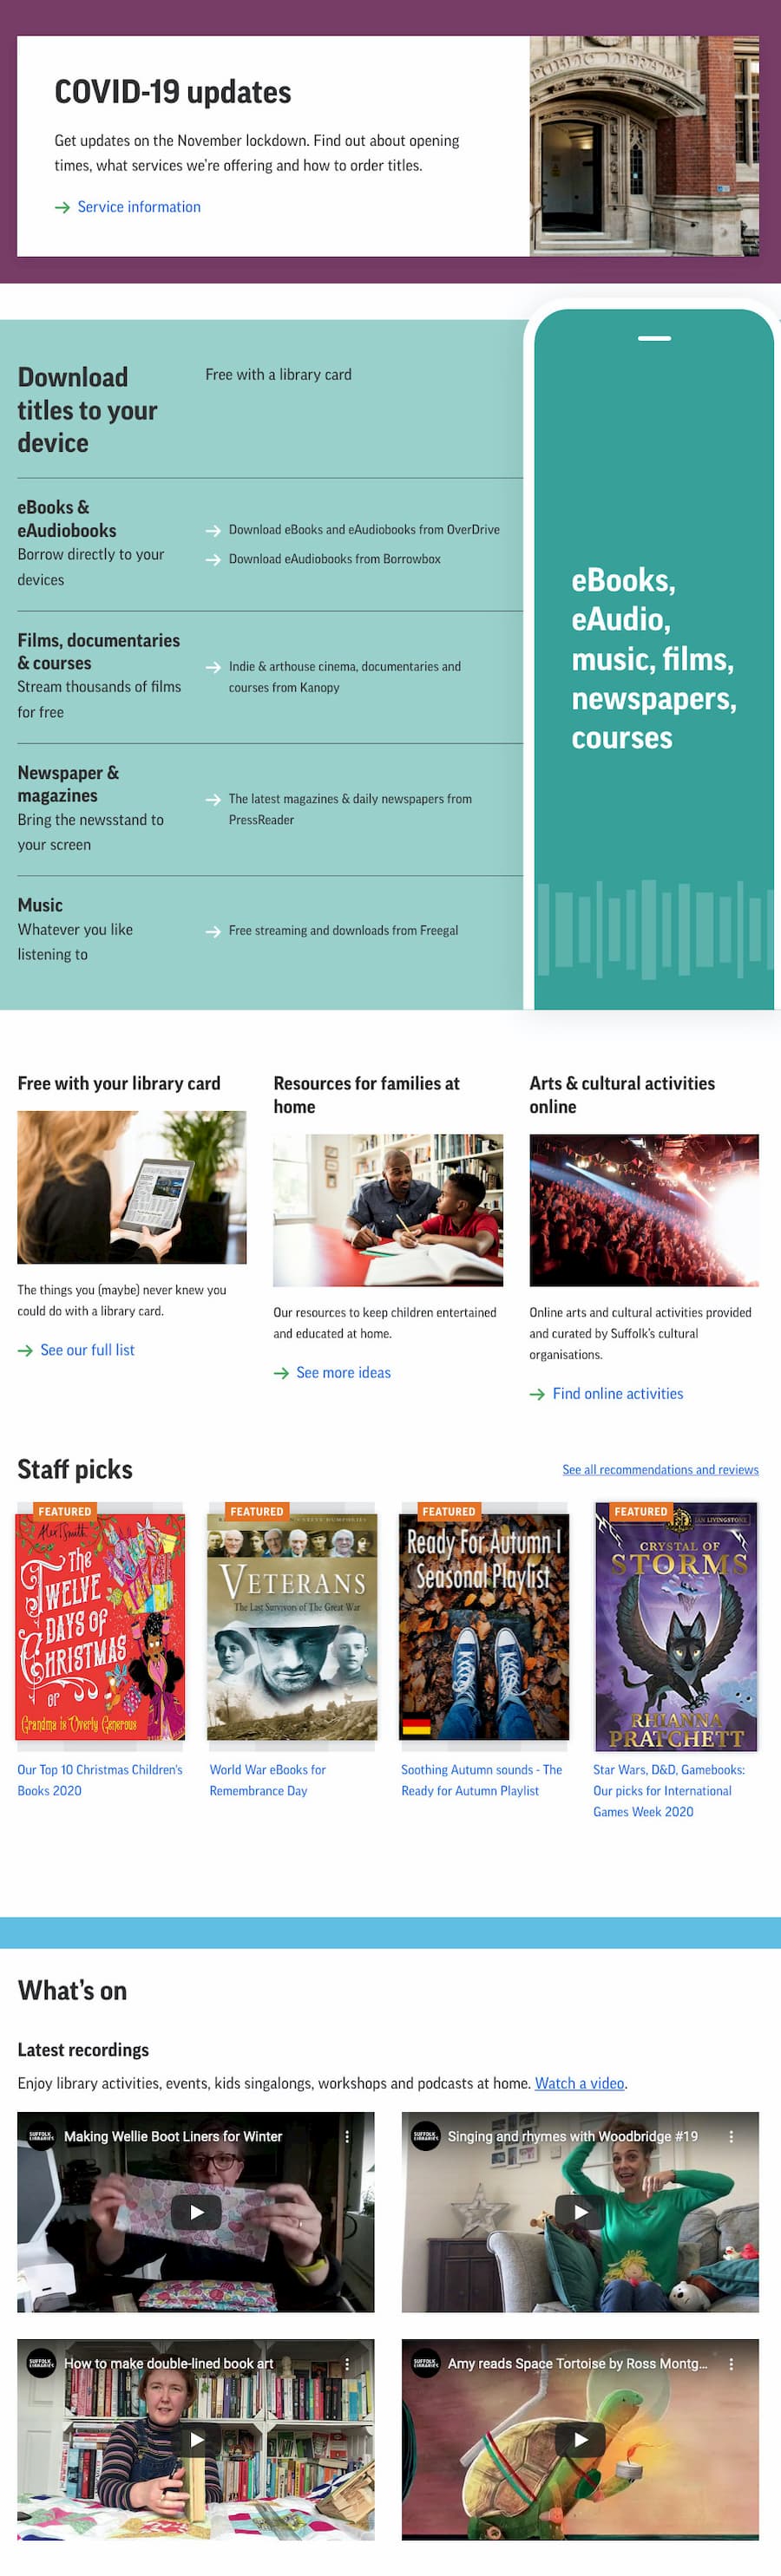 COVID-19 updates
Get updates on the November lockdown. Find out about opening
times, what services we're offering and how to order titles.
Service information
PUBLIC LIBRARY
Download
titles to your
device
Free with a library card
eBooks &
eAudiobooks
Borrow directly to your
devices
Download eBooks and eAudiobooks from OverDrive
Download eAudiobooks from Borrowbox
Films, documentaries
& courses
Stream thousands of films
for free
Indie & arthouse cinema, documentaries and
courses from Kanopy
Newspaper &
magazines
Bring the newsstand to
your screen
The latest magazines & daily newspapers from
PressReader
Music
Whatever you like
listening to
Free streaming and downloads from Freegal
eBooks,
eAudio,
music, films,
newspapers,
courses
Free with your library card
The things you (maybe) never knew you
could do with a library card.
See our full list
Resources for families at
home
Our resources to keep children entertained
and educated at home.
See more ideas
Arts & cultural activities
online
Online arts and cultural activities provided
and curated by Suffolk's cultural
organisations.
Find online activities
Staff picks
See all recommendations and reviews
FEATURED
Alex T. Smith
The
Twelve
Days of
Christmas
or
Grandma is Overly Generous
Our Top 10 Christmas Children's
Books 2020
FEATURED
VETERANS
The Last Survivors of The Great War
World War eBooks for
Remembrance Day
FEATURED
Ready For Autumn |
Seasonal Playlist
Soothing Autumn sounds - The
Ready for Autumn Playlist
FEATURED
IAN LIVINGSTONE
CRYSTAL OF
STORMS
RHIANNA
PRATCHETT
Star Wars, D&D, Gamebooks:
Our picks for International
Games Week 2020
What's on
Latest recordings
Enjoy library activities, events, kids singalongs, workshops and podcasts at home. Watch a video.
SUFFOLK
LIBRARIES
Making Wellie Boot Liners for Winter
SUFFOLK
LIBRARIES
Singing and rhymes with Woodbridge #19
SUFFOLK
LIBRARIES
How to make double-lined book art
SUFFOLK
LIBRARIES
Amy reads Space Tortoise by Ross Montg...